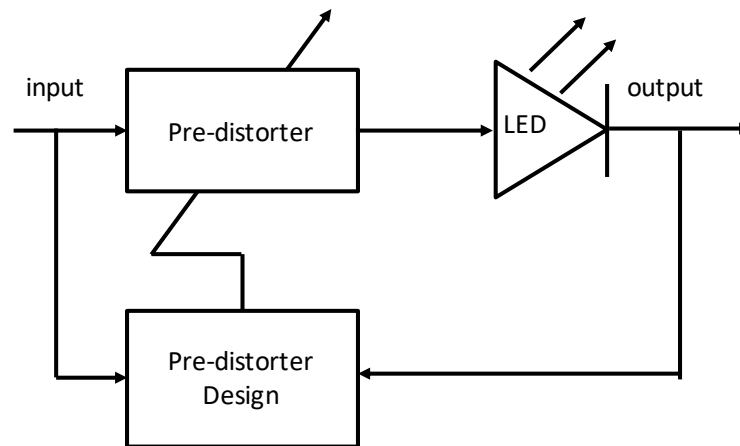 input
output
Pre-distorter
LED
Pre-distorter
Design